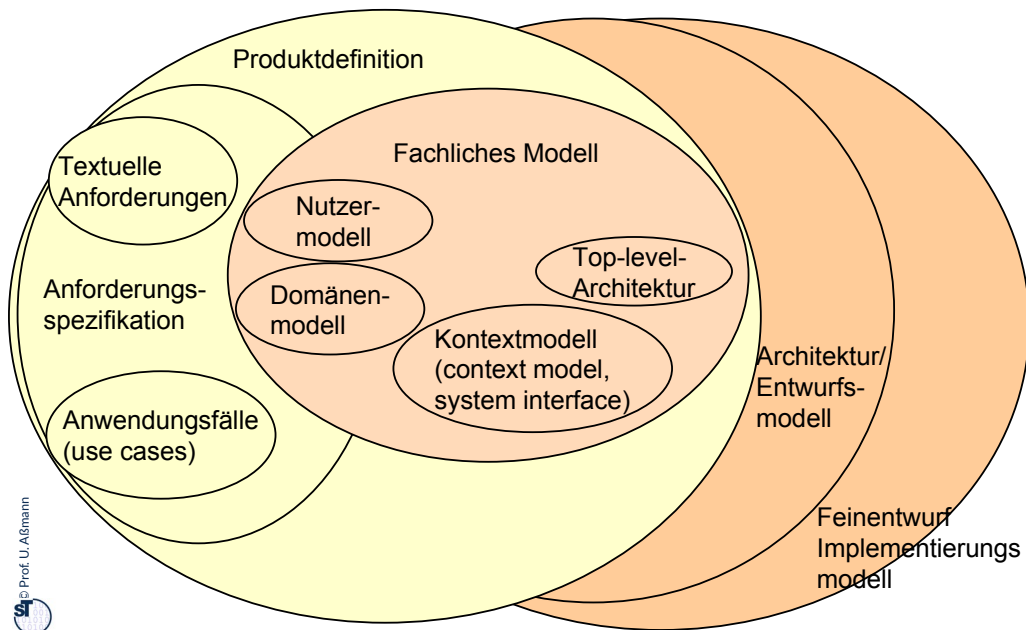 Produktdefinition
Fachliches Modell
Textuelle
Anforderungen
Nutzer-
modell
Top-level-
Architektur
Anforderungs-
spezifikation
Domänen-
modell
Kontextmodell
(context model,
system interface)
Architektur/
Entwurfs-
modell
Anwendungsfälle
(use cases)
Feinentwurf
Implementierungs
modell
© Prof. U. Aßmann
ST